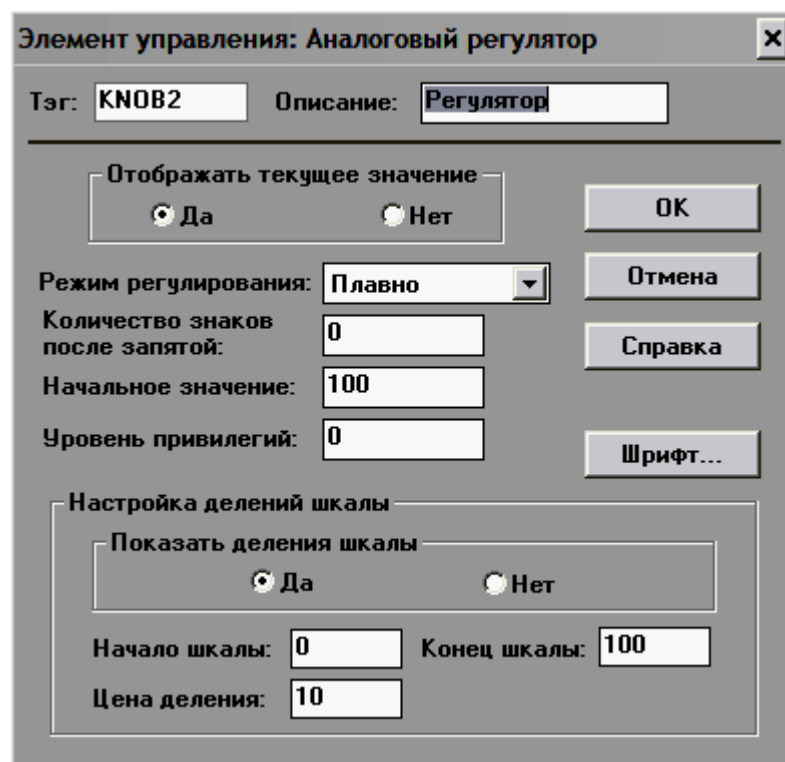 Элемент управления: Аналоговый регулятор
Тэг: KNOB2 Описание: Регулятор
Отображать текущее значение
Да Нет
OK
Режим регулирования: Плавно
Отмена
Количество знаков
после запятой: 0
Справка
Начальное значение: 100
Уровень привилегий: 0
Шрифт...
Настройка делений шкалы
Показать деления шкалы
Да Нет
Начало шкалы: 0 Конец шкалы: 100
Цена деления: 10